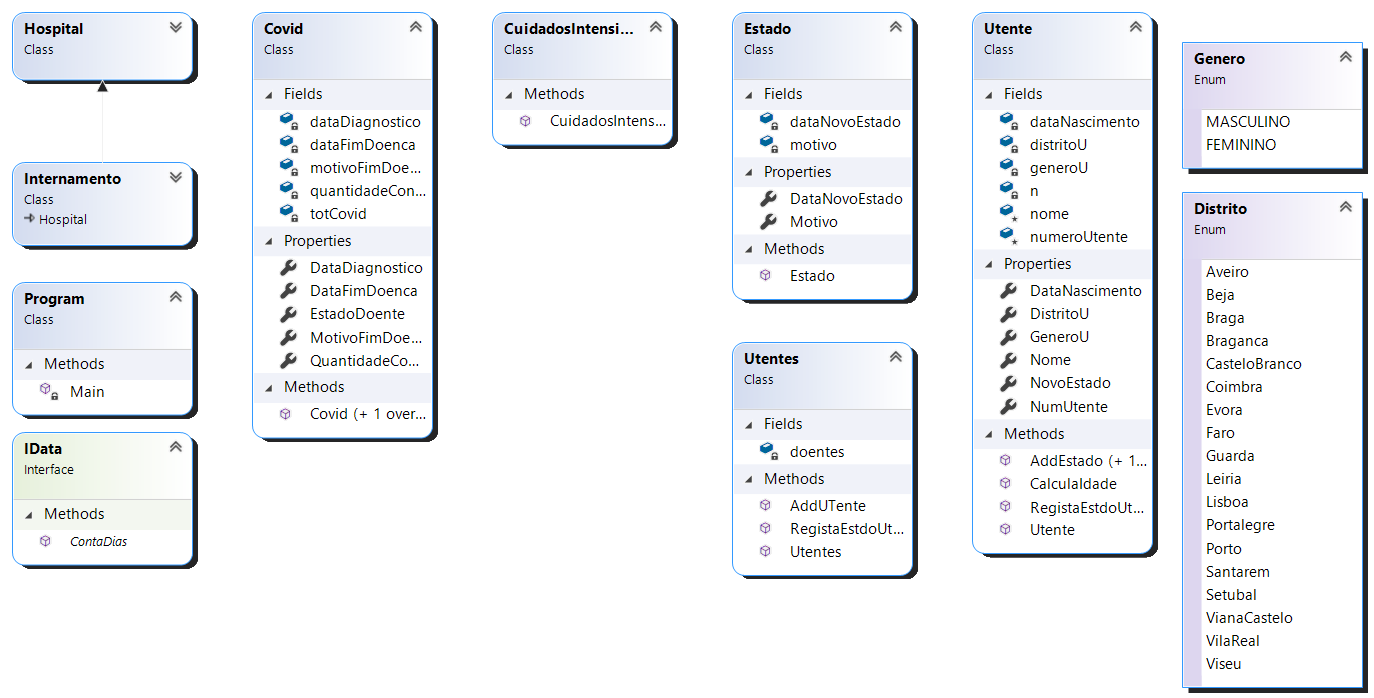 Hospital
Class
Internamento
Class
Hospital
Program
Class
Methods
Main
IData
Interface
Methods
ContaDias
Covid
Class
Fields
dataDiagnostico
dataFimDoenca
motivoFimDoe...
quantidadeCon...
totCovid
Properties
DataDiagnostico
DataFimDoenca
EstadoDoente
MotivoFimDoe...
QuantidadeCo...
Methods
Covid (+ 1 over...
CuidadosIntensi...
Class
Methods
CuidadosIntens...
Estado
Class
Fields
dataNovoEstado
motivo
Properties
DataNovoEstado
Motivo
Methods
Estado
Utentes
Class
Fields
doentes
Methods
AddUTente
RegistaEstdoUt...
Utentes
Utente
Class
Fields
dataNascimento
distritoU
generoU
n
nome
numeroUtente
Properties
DataNascimento
DistritoU
GeneroU
Nome
NovoEstado
NumUtente
Methods
AddEstado (+ 1...
CalculaIdade
RegistaEstdoUt...
Utente
Genero
Enum
MASCULINO
FEMININO
Distrito
Enum
Aveiro
Beja
Braga
Braganca
CasteloBranco
Coimbra
Evora
Faro
Guarda
Leiria
Lisboa
Portalegre
Porto
Santarem
Setubal
VianaCastelo
VilaReal
Viseu